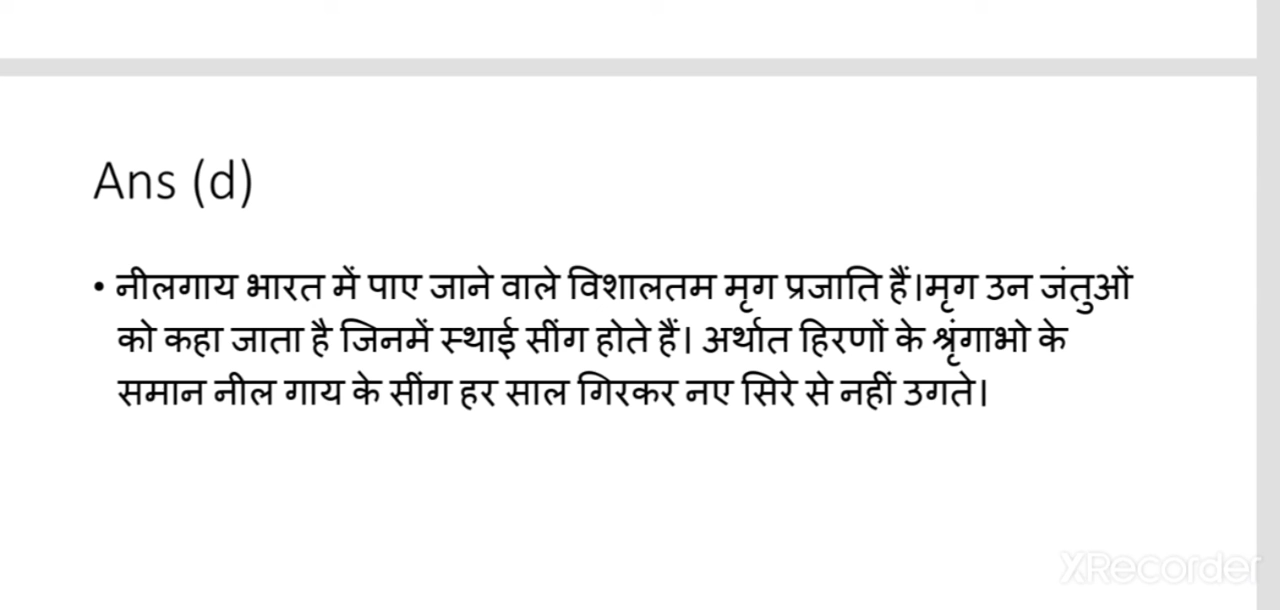 Ans (d)
• नीलगाय भारत में पाए जाने वाले विशालतम मृग प्रजाति हैं।मृग उन जंतुओं
को कहा जाता है जिनमें स्थाई सींग होते हैं। अर्थात हिरणों के श्रृंगाभो के
समान नील गाय के सींग हर साल गिरकर नए सिरे से नहीं उगते।
XRecorder